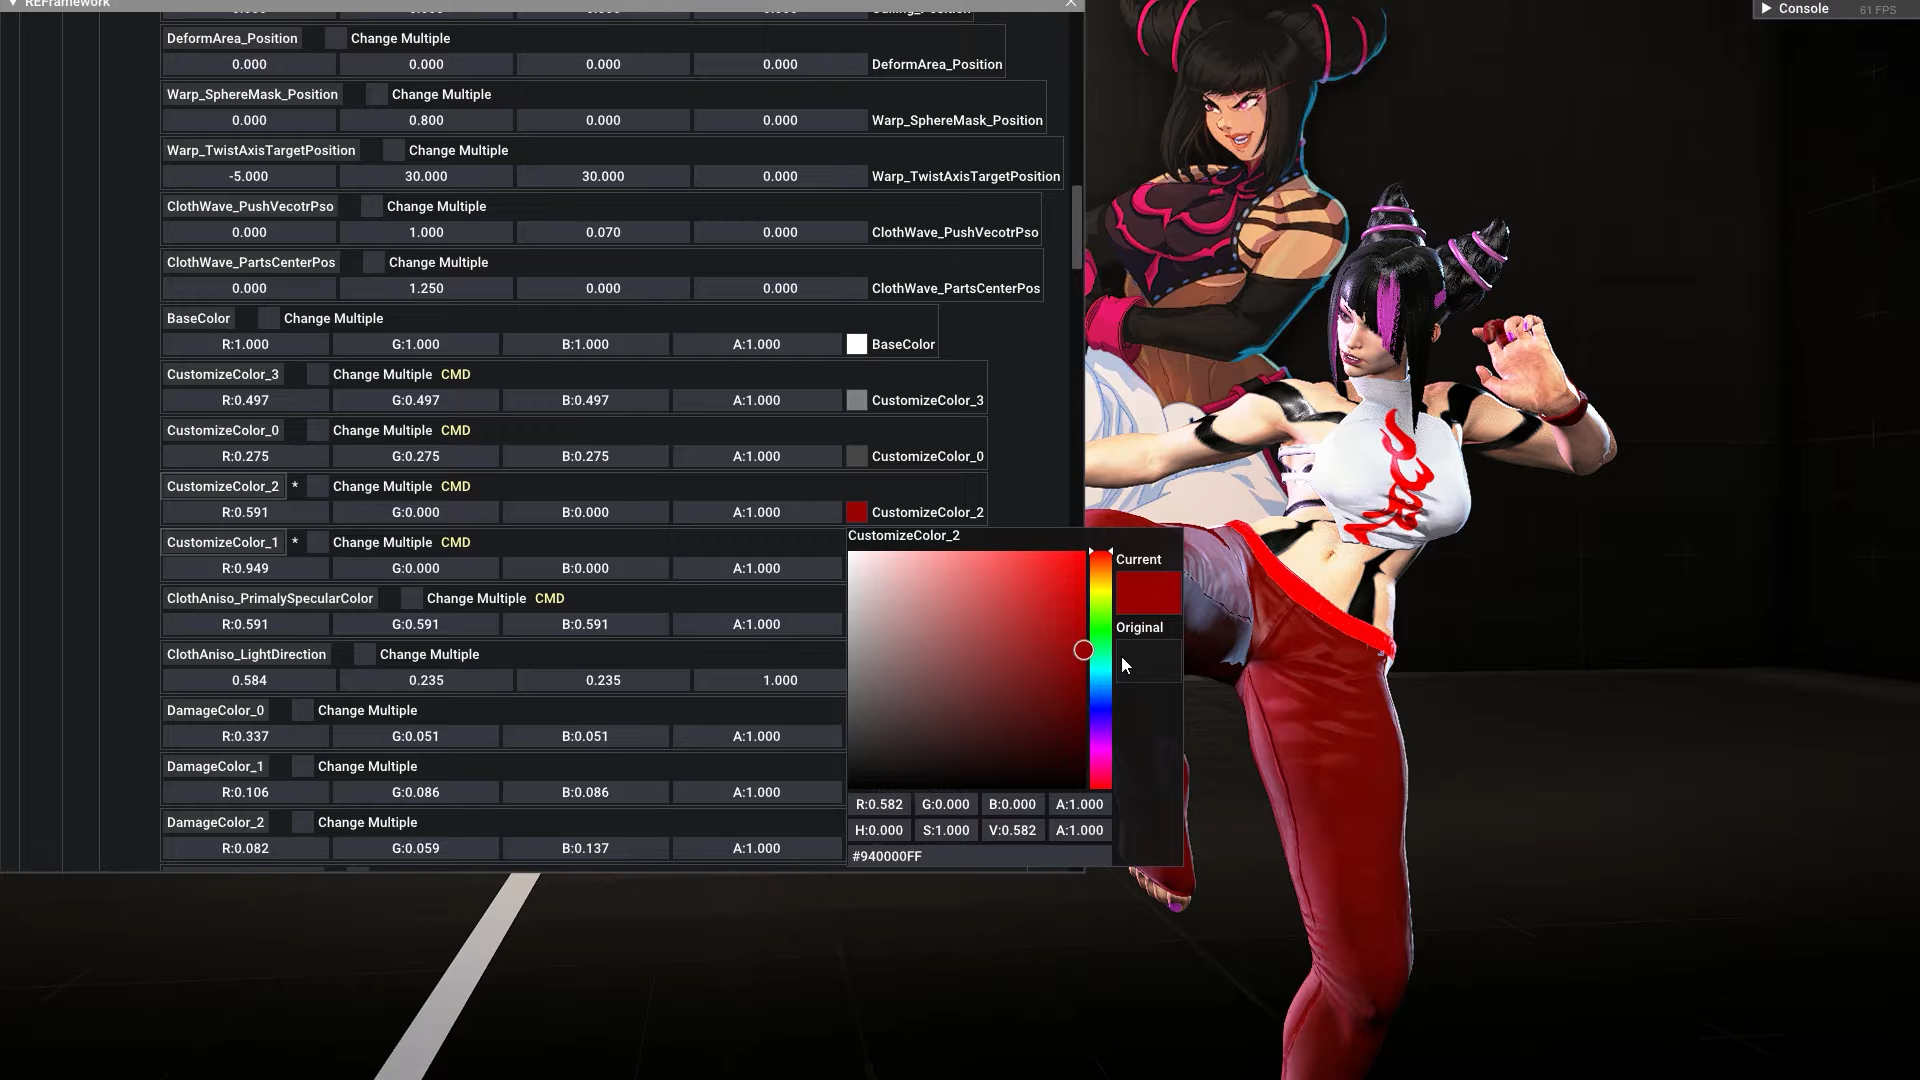 REFramework
Console 61 FPS
DeformArea_Position Change Multiple
0.000 0.000 0.000 0.000 DeformArea_Position
Warp_SphereMask_Position Change Multiple
0.000 0.800 0.000 0.000 Warp_SphereMask_Position
Warp_TwistAxisTargetPosition Change Multiple
-5.000 30.000 30.000 0.000 Warp_TwistAxisTargetPosition
ClothWave_PushVecotrPso Change Multiple
0.000 1.000 0.070 0.000 ClothWave_PushVecotrPso
ClothWave_PartsCenterPos Change Multiple
0.000 1.250 0.000 0.000 ClothWave_PartsCenterPos
BaseColor Change Multiple
R:1.000 G:1.000 B:1.000 A:1.000 BaseColor
CustomizeColor_3 Change Multiple CMD
R:0.497 G:0.497 B:0.497 A:1.000 CustomizeColor_3
CustomizeColor_0 Change Multiple CMD
R:0.275 G:0.275 B:0.275 A:1.000 CustomizeColor_0
CustomizeColor_2 * Change Multiple CMD
R:0.591 G:0.000 B:0.000 A:1.000 CustomizeColor_2
CustomizeColor_1 * Change Multiple CMD
R:0.949 G:0.000 B:0.000 A:1.000
ClothAniso_PrimalySpecularColor Change Multiple CMD
R:0.591 G:0.591 B:0.591 A:1.000
ClothAniso_LightDirection Change Multiple
0.584 0.235 0.235 1.000
DamageColor_0 Change Multiple
R:0.337 G:0.051 B:0.051 A:1.000
DamageColor_1 Change Multiple
R:0.106 G:0.086 B:0.086 A:1.000
DamageColor_2 Change Multiple
R:0.082 G:0.059 B:0.137 A:1.000
CustomizeColor_2
Current
Original
R:0.582 G:0.000 B:0.000 A:1.000
H:0.000 S:1.000 V:0.582 A:1.000
#940000FF